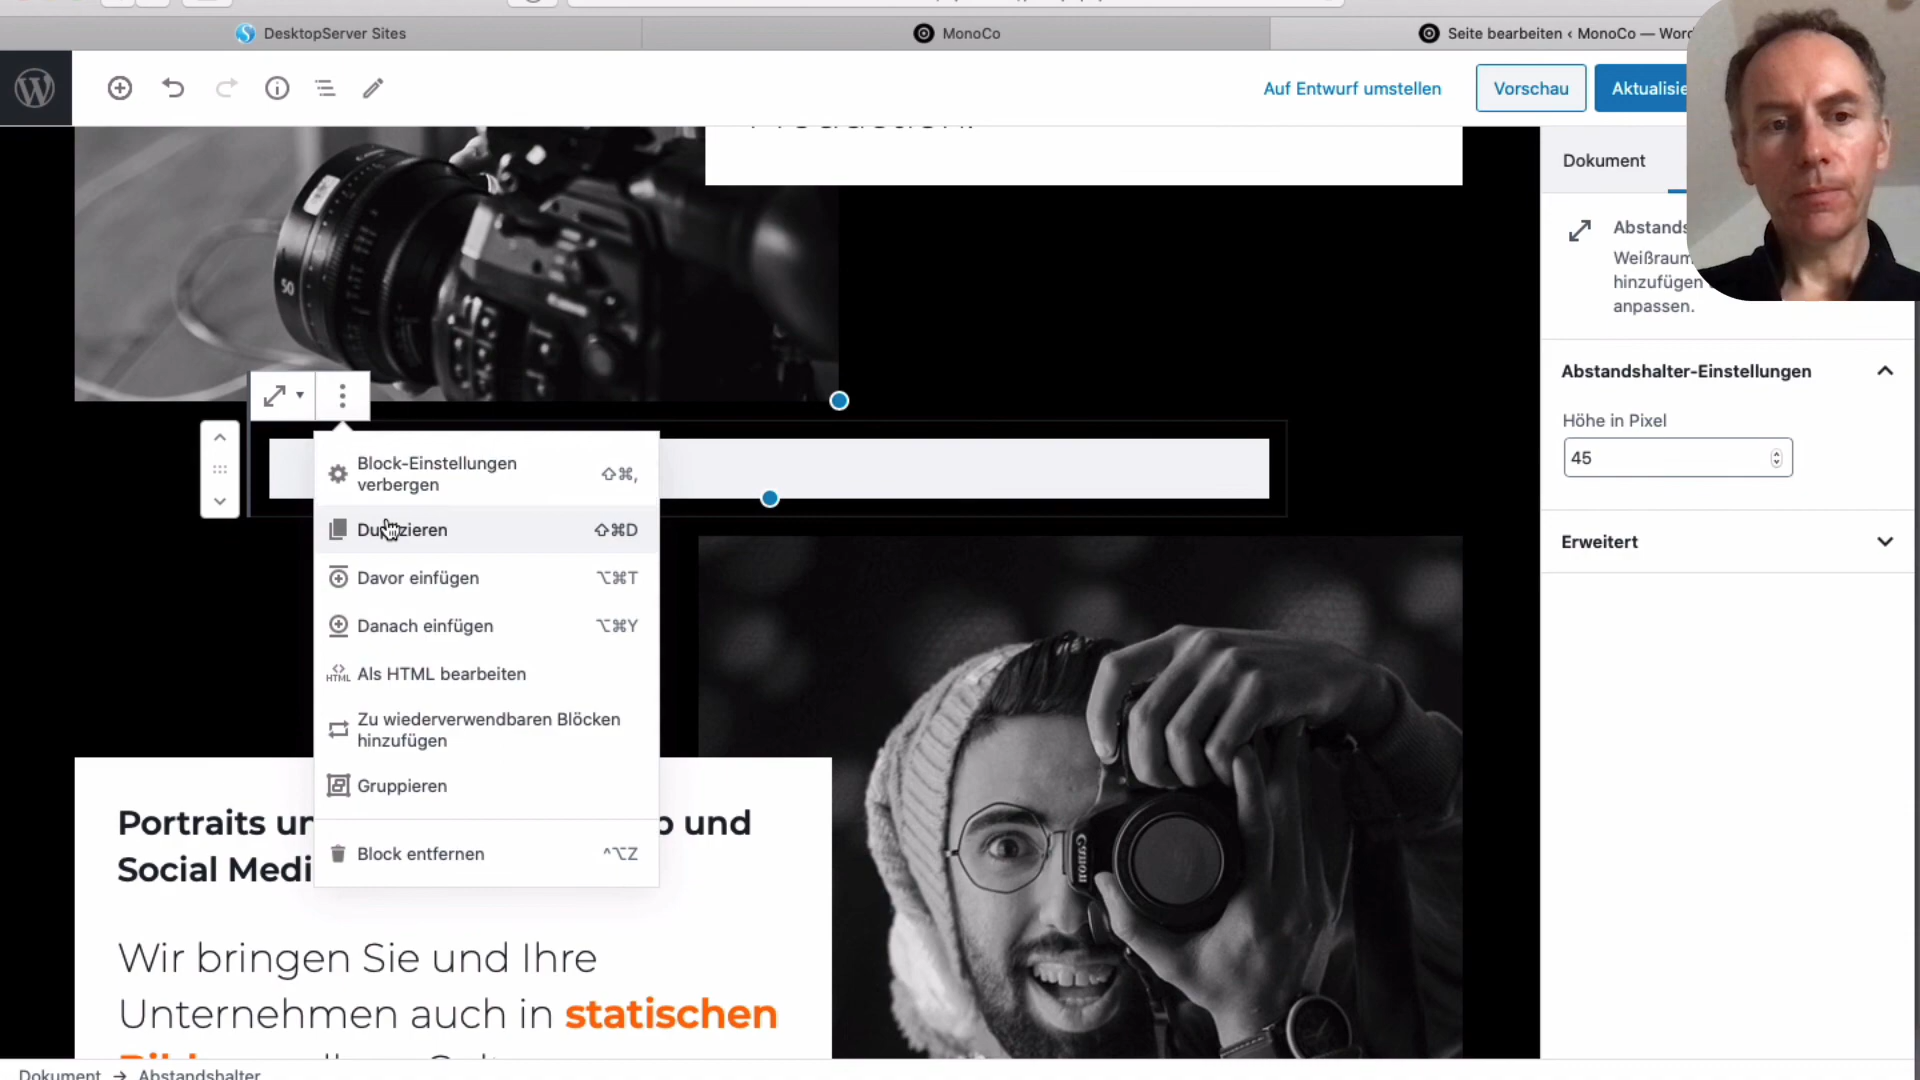 DesktopServer Sites
MonoCo
Seite bearbeiten ‹ MonoCo — Word
Auf Entwurf umstellen
Vorschau
Aktualisie
Dokument
Abstands
Weißraum
hinzufügen
anpassen.
Abstandshalter-Einstellungen
Höhe in Pixel
45
Erweitert
50
Block-Einstellungen
verbergen
⇧⌘,
Duplizieren ⇧⌘D
Davor einfügen ⌥⌘T
Danach einfügen ⌥⌘Y
HTML Als HTML bearbeiten
Zu wiederverwendbaren Blöcken
hinzufügen
Gruppieren
Block entfernen ^⌥Z
Portraits und
Social Medi
Wir bringen Sie und Ihre
Unternehmen auch in statischen
Canon
Dokument → Abstandshalter